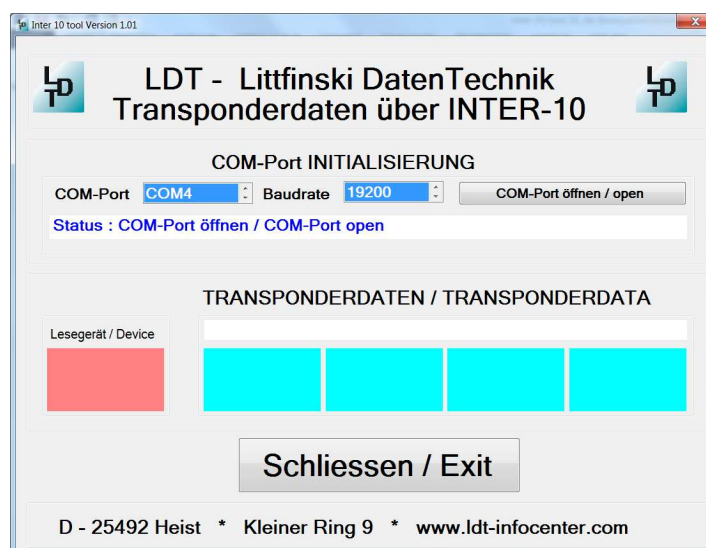 Inter 10 tool Version 1.01
LDT
LDT - Littfinski DatenTechnik
Transponderdaten über INTER-10
LDT
COM-Port INITIALISIERUNG
COM-Port COM4 Baudrate 19200 COM-Port öffnen / open
Status : COM-Port öffnen / COM-Port open
TRANSPONDERDATEN / TRANSPONDERDATA
Lesegerät / Device
Schliessen / Exit
D - 25492 Heist * Kleiner Ring 9 * www.ldt-infocenter.com